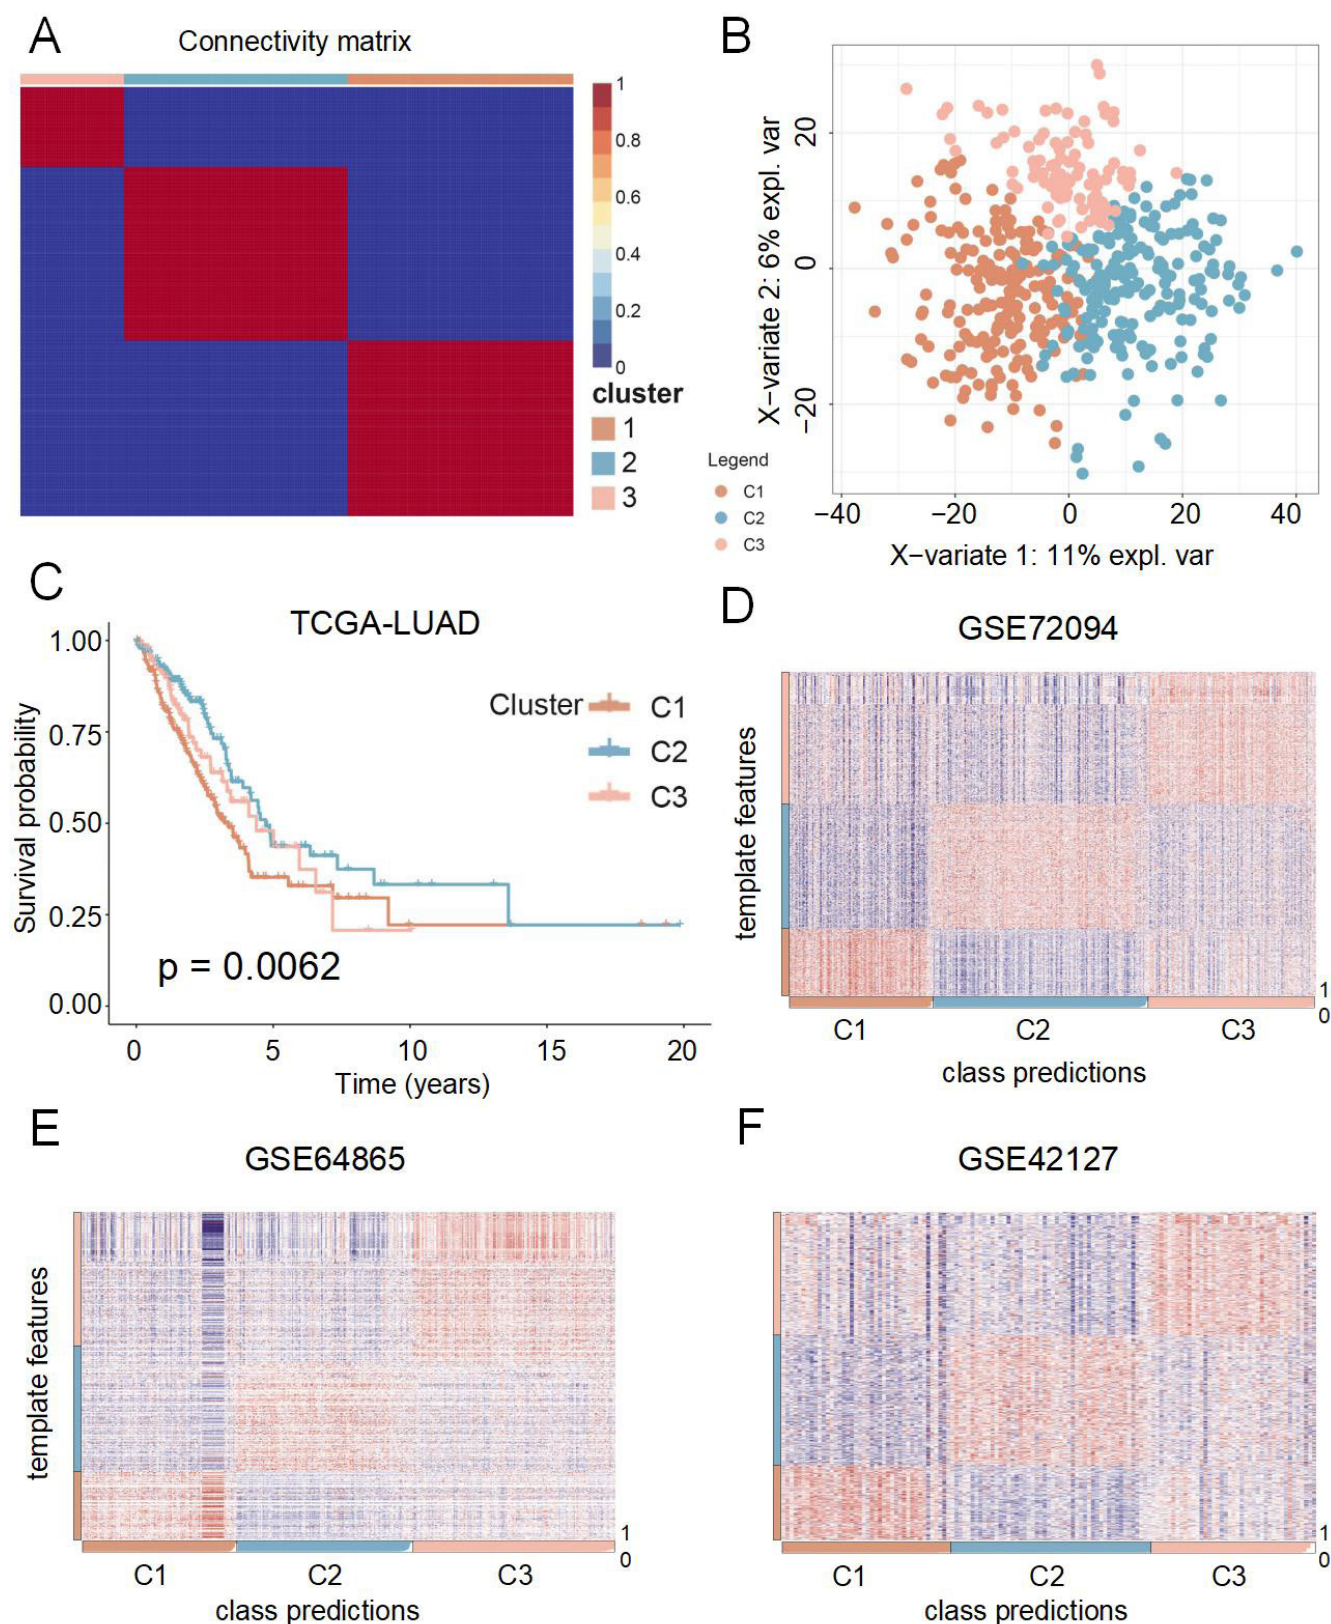 A
Connectivity matrix
1
0.8
0.6
0.4
0.2
0
cluster
1
2
3
B
X−variate 2: 6% expl. var
20
0
−20
−40
−20
0
20
40
X−variate 1: 11% expl. var
Legend
C1
C2
C3
C
TCGA-LUAD
Survival probability
1.00
0.75
0.50
0.25
0.00
Cluster
C1
C2
C3
p = 0.0062
0
5
10
15
20
Time (years)
D
GSE72094
template features
1
0
C1
C2
C3
class predictions
E
GSE64865
template features
1
0
C1
C2
C3
class predictions
F
GSE42127
template features
1
0
C1
C2
C3
class predictions